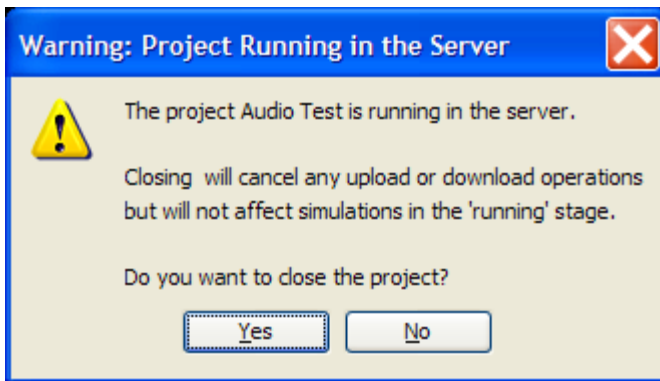 Warning: Project Running in the Server
The project Audio Test is running in the server.
Closing  will cancel any upload or download operations
but will not affect simulations in the 'running' stage.
Do you want to close the project?
Yes
No